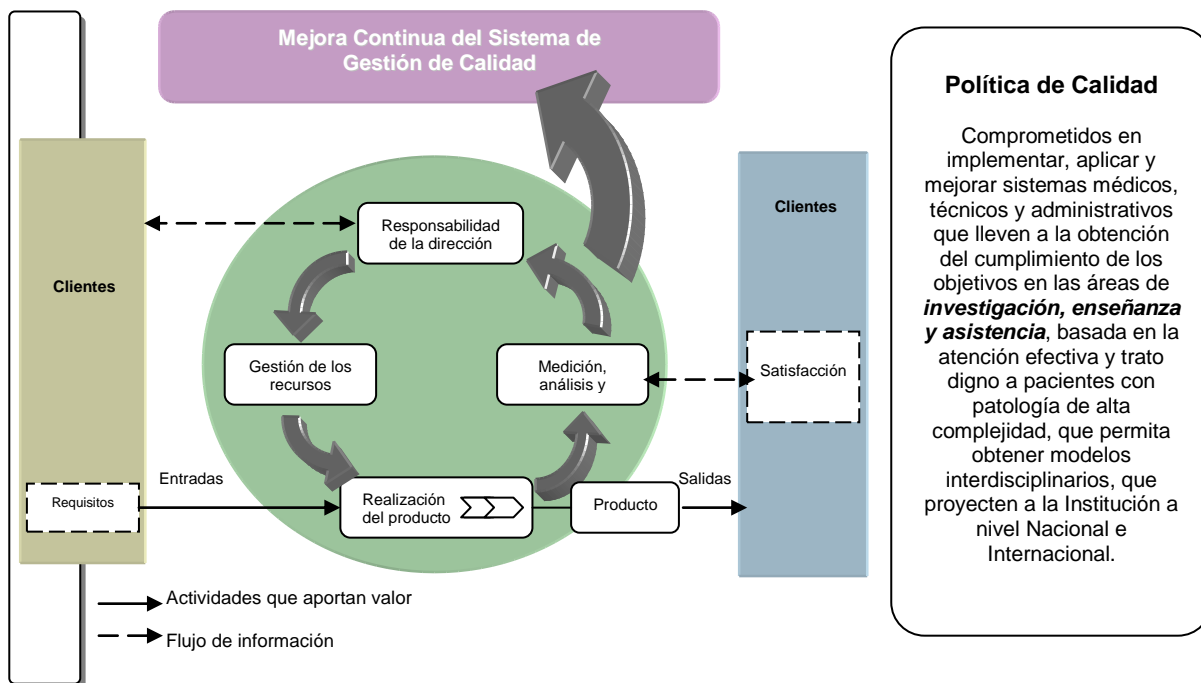 Mejora Continua del Sistema de
Gestión de Calidad
Clientes
Responsabilidad
de la dirección
Gestión de los
recursos
Medición,
análisis y
Clientes
Satisfacción
Requisitos
Entradas
Realización
del producto
Producto
Salidas
Actividades que aportan valor
Flujo de información
Política de Calidad
Comprometidos en
implementar, aplicar y
mejorar sistemas médicos,
técnicos y administrativos
que lleven a la obtención
del cumplimiento de los
objetivos en las áreas de
investigación, enseñanza
y asistencia, basada en la
atención efectiva y trato
digno a pacientes con
patología de alta
complejidad, que permita
obtener modelos
interdisciplinarios, que
proyecten a la Institución a
nivel Nacional e
Internacional.